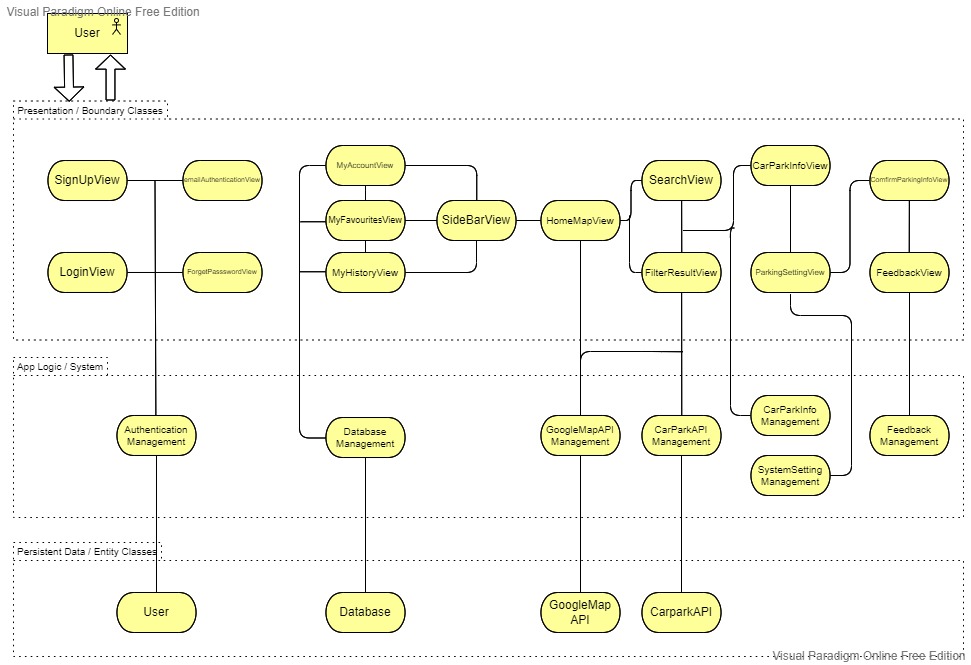 Visual Paradigm Online Free Edition
User
Presentation / Boundary Classes
SignUpView
emailAuthenticationView
MyAccountView
SearchView
CarParkInfoView
ComfirmParkingInfoView
MyFavouritesView
SideBarView
HomeMapView
LoginView
ForgetPassswordView
MyHistoryView
FilterResultView
ParkingSettingView
FeedbackView
App Logic / System
Authentication
Management
Database
Management
GoogleMapAPI
Management
CarParkAPI
Management
CarParkInfo
Management
Feedback
Management
SystemSetting
Management
Persistent Data / Entity Classes
User
Database
GoogleMap
API
CarparkAPI
Visual Paradigm Online Free Edition